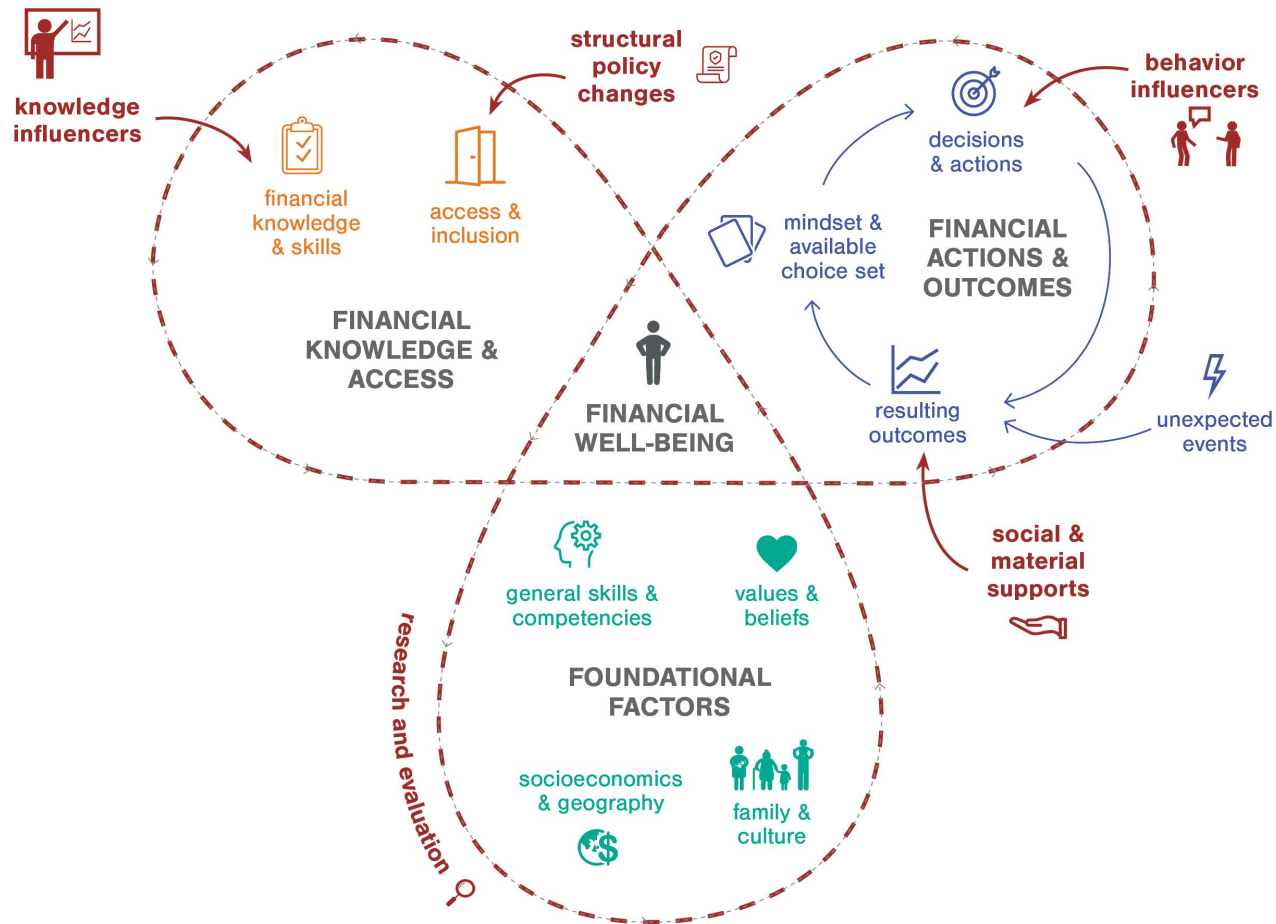 knowledge
influencers
structural
policy
changes
behavior
influencers
financial
knowledge
& skills
access &
inclusion
FINANCIAL
KNOWLEDGE &
ACCESS
decisions
& actions
mindset &
available
choice set
FINANCIAL
ACTIONS &
OUTCOMES
resulting
outcomes
unexpected
events
FINANCIAL
WELL-BEING
social &
material
supports
general skills &
competencies
values &
beliefs
FOUNDATIONAL
FACTORS
socioeconomics
& geography
$
family &
culture
research and evaluation